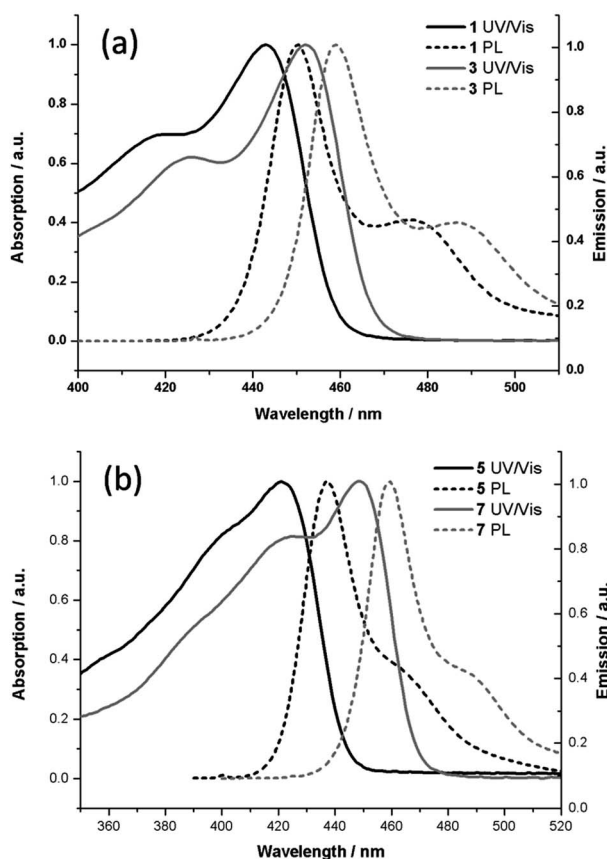 (a)
1 UV/Vis
1 PL
3 UV/Vis
3 PL
Absorption / a.u.
1.0
0.8
0.6
0.4
0.2
0.0
Emission / a.u.
1.0
0.8
0.6
0.4
0.2
0.0
400 420 440 460 480 500
Wavelength / nm
(b)
5 UV/Vis
5 PL
7 UV/Vis
7 PL
Absorption / a.u.
1.0
0.8
0.6
0.4
0.2
0.0
Emission / a.u.
1.0
0.8
0.6
0.4
0.2
0.0
360 380 400 420 440 460 480 500 520
Wavelength / nm